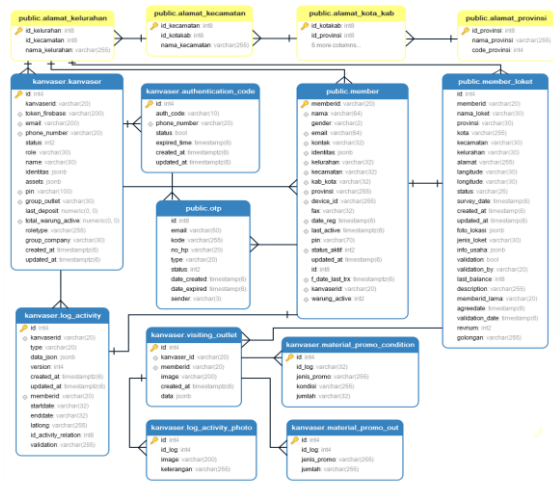 public.alamat_kelurahan
id_kelurahan int8
id_kecamatan int8
nama_kelurahan varchar(255)
public.alamat_kecamatan
id_kecamatan int8
id_kotakab int8
nama_kecamatan varchar(255)
public.alamat_kota_kab
id_kotakab int8
id_provinsi int8
5 more columns...
public.alamat_provinsi
id_provinsi int8
nama_provinsi varchar(255)
code_provinsi int4
kanvaser.kanvaser
id int4
kanvaserid varchar(20)
token_firebase varchar(200)
email varchar(200)
phone_number varchar(20)
status int2
role varchar(30)
name varchar(30)
identitas jsonb
assets jsonb
pin varchar(100)
group_outlet varchar(30)
last_deposit numeric(0, 0)
total_warung_active numeric(0, 0)
roletype varchar(255)
group_company varchar(30)
created_at timestamptz(6)
updated_at timestamptz(6)
kanvaser.authentication_code
id int4
auth_code varchar(10)
phone_number varchar(20)
status bool
expired_time timestamptz(6)
created_at timestamptz(6)
updated_at timestamptz(6)
public.otp
id int8
email varchar(50)
kode varchar(255)
no_hp varchar(20)
type varchar(20)
status int2
date_created timestamp(6)
date_expired timestamp(6)
sender varchar(3)
public.member
memberid varchar(20)
nama varchar(64)
gender varchar(2)
email varchar(64)
kontak varchar(32)
identitas jsonb
kelurahan varchar(32)
kecamatan varchar(32)
kab_kota varchar(32)
provinsi varchar(32)
device_id varchar(255)
fax varchar(32)
date_reg timestamp(6)
last_active timestamp(6)
pin varchar(70)
status_aktif int2
updated_at timestamp(6)
id int8
f_date_last_trx timestamp(6)
kanvaserid varchar(20)
warung_active int2
public.member_loket
id int4
memberid varchar(20)
nama_loket varchar(30)
provinsi varchar(30)
kota varchar(255)
kecamatan varchar(30)
kelurahan varchar(30)
alamat varchar(255)
langitude varchar(30)
longitude varchar(30)
status varchar(25)
survey_date timestamp(6)
created_at timestamp(6)
updated_at timestamp(6)
foto_lokasi jsonb
jenis_loket varchar(30)
info_usaha jsonb
validation bool
validation_by varchar(20)
last_balance int8
description varchar(255)
memberid_lama varchar(20)
agreedate timestamp(6)
validation_date timestamp(6)
revnum int2
golongan varchar(255)
kanvaser.log_activity
id int4
kanvaserid varchar(20)
type varchar(20)
data_json jsonb
version int4
created_at timestamptz(6)
updated_at timestamptz(6)
memberid varchar(20)
startdate varchar(32)
enddate varchar(32)
latlong varchar(255)
id_activity_relation int8
validation varchar(255)
kanvaser.visiting_outlet
id int4
kanvaser_id varchar(20)
memberid varchar(20)
image varchar(200)
created_at timestamptz(6)
data jsonb
kanvaser.material_promo_condition
id int4
id_log varchar(32)
jenis_promo varchar(255)
kondisi varchar(255)
jumlah varchar(32)
kanvaser.log_activity_photo
id int4
id_log int4
image varchar(200)
keterangan varchar(255)
kanvaser.material_promo_out
id int4
id_log int4
jenis_promo varchar(255)
jumlah varchar(255)